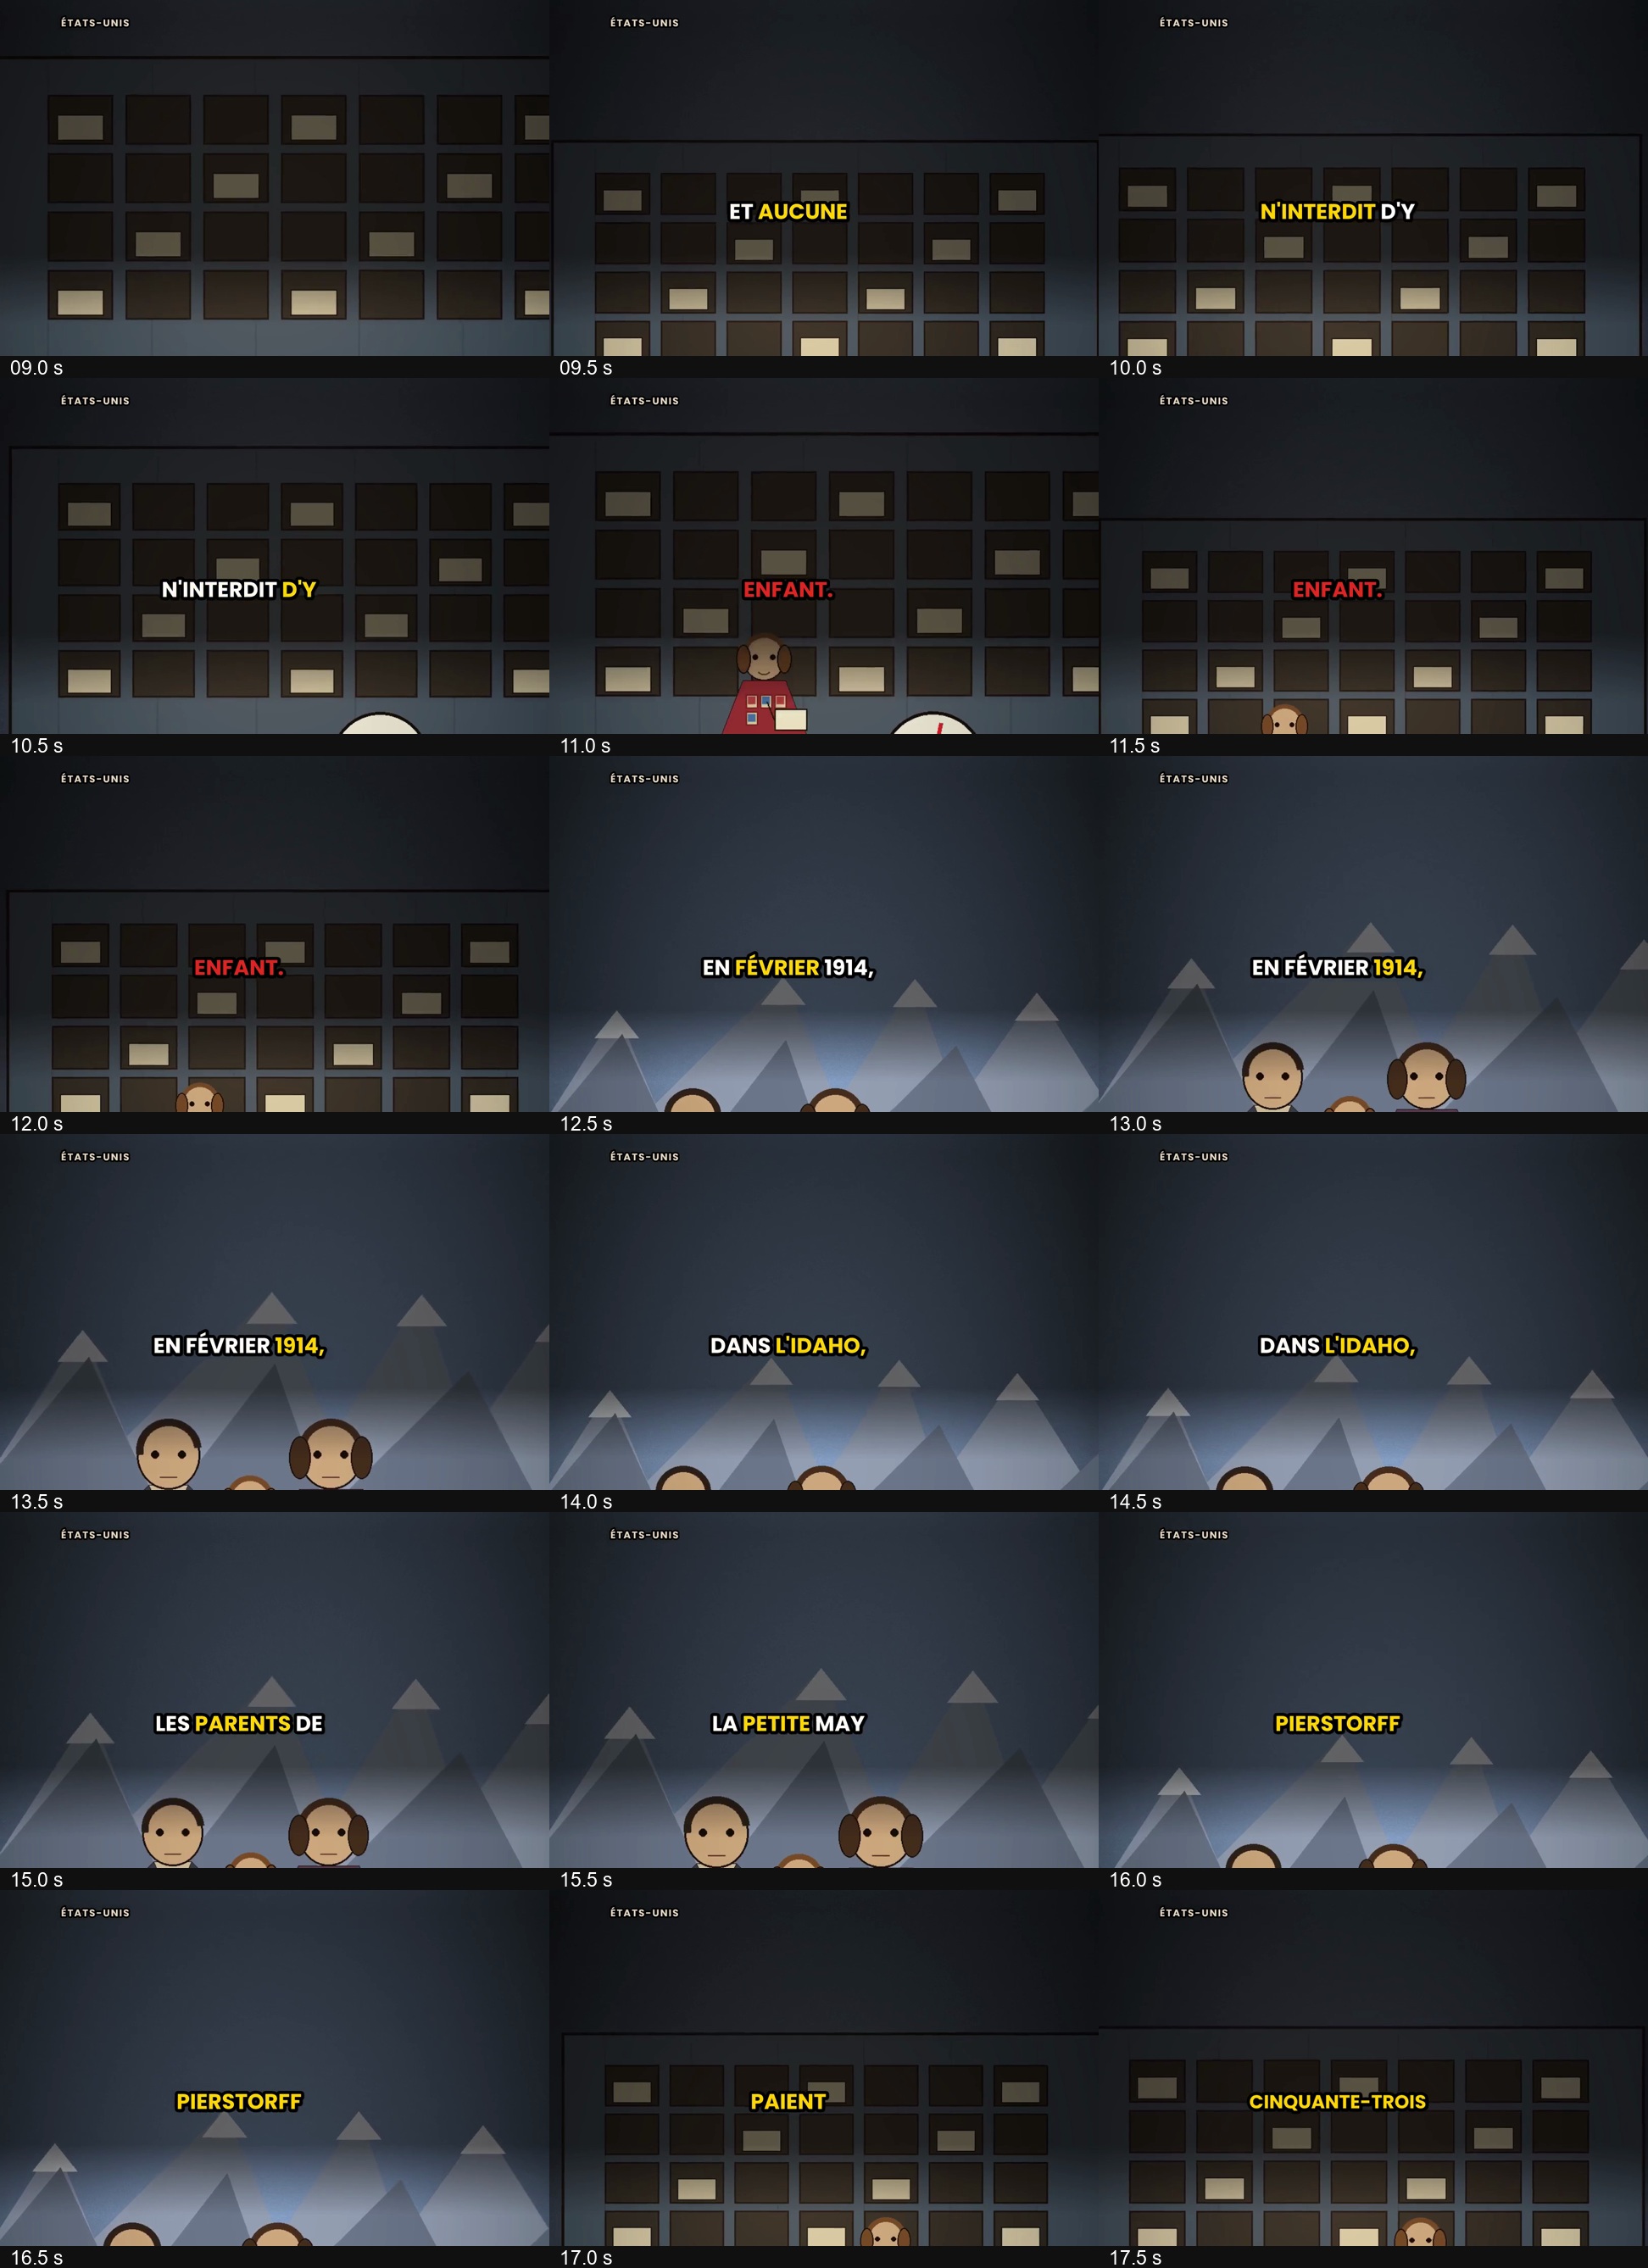 ÉTATS-UNIS
ÉTATS-UNIS
ÉTATS-UNIS
ET AUCUNE
N'INTERDIT D'Y
09.0 s
09.5 s
10.0 s
ÉTATS-UNIS
ÉTATS-UNIS
ÉTATS-UNIS
N'INTERDIT D'Y
ENFANT.
ENFANT.
10.5 s
11.0 s
11.5 s
ÉTATS-UNIS
ÉTATS-UNIS
ÉTATS-UNIS
ENFANT.
EN FÉVRIER 1914,
EN FÉVRIER 1914,
12.0 s
12.5 s
13.0 s
ÉTATS-UNIS
ÉTATS-UNIS
ÉTATS-UNIS
EN FÉVRIER 1914,
DANS L'IDAHO,
DANS L'IDAHO,
13.5 s
14.0 s
14.5 s
ÉTATS-UNIS
ÉTATS-UNIS
ÉTATS-UNIS
LES PARENTS DE
LA PETITE MAY
PIERSTORFF
15.0 s
15.5 s
16.0 s
ÉTATS-UNIS
ÉTATS-UNIS
ÉTATS-UNIS
PIERSTORFF
PAIENT
CINQUANTE-TROIS
16.5 s
17.0 s
17.5 s